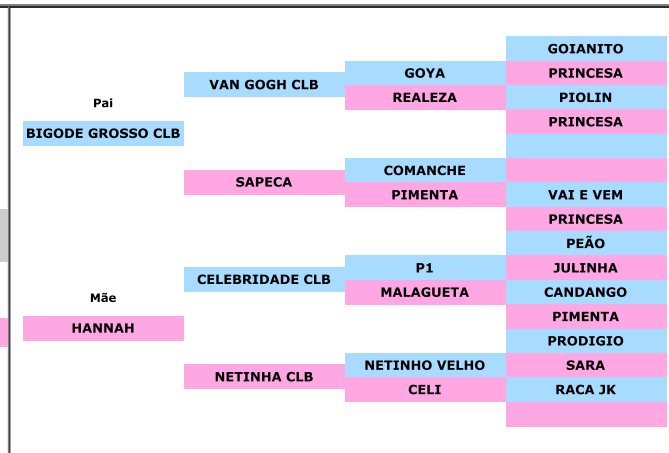 GOIANITO
GOYA
PRINCESA
VAN GOGH CLB
REALEZA
PIOLIN
Pai
PRINCESA
BIGODE GROSSO CLB
COMANCHE
SAPECA
PIMENTA
VAI E VEM
PRINCESA
PEÃO
P1
JULINHA
CELEBRIDADE CLB
MALAGUETA
CANDANGO
Mãe
PIMENTA
HANNAH
PRODIGIO
NETINHO VELHO
SARA
NETINHA CLB
CELI
RACA JK